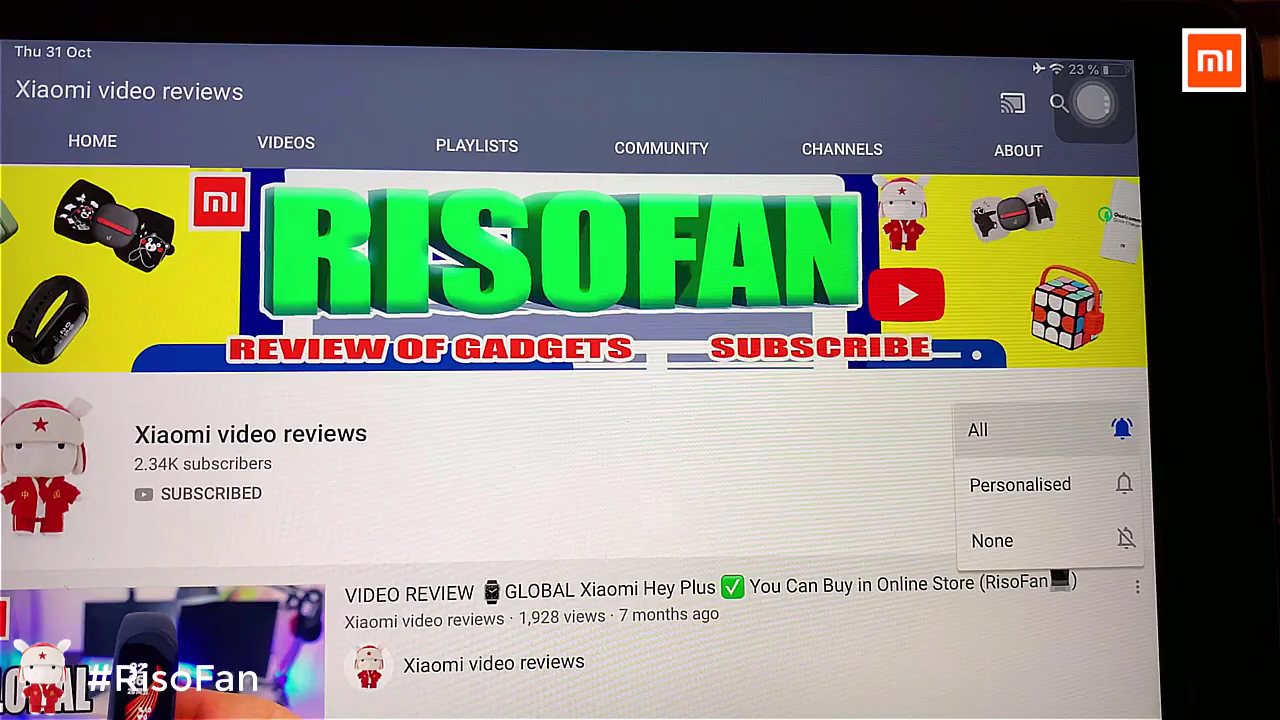 Thu 31 Oct
23 %
Xiaomi video reviews
HOME
VIDEOS
PLAYLISTS
COMMUNITY
CHANNELS
ABOUT
mi
mi
RISOFAN
REVIEW OF GADGETS
SUBSCRIBE
Qualcomm
Xiaomi video reviews
2.34K subscribers
SUBSCRIBED
All
Personalised
None
VIDEO REVIEW ⌚GLOBAL Xiaomi Hey Plus ✅ You Can Buy in Online Store (RisoFan💻)
Xiaomi video reviews · 1,928 views · 7 months ago
Xiaomi video reviews
#RisoFan